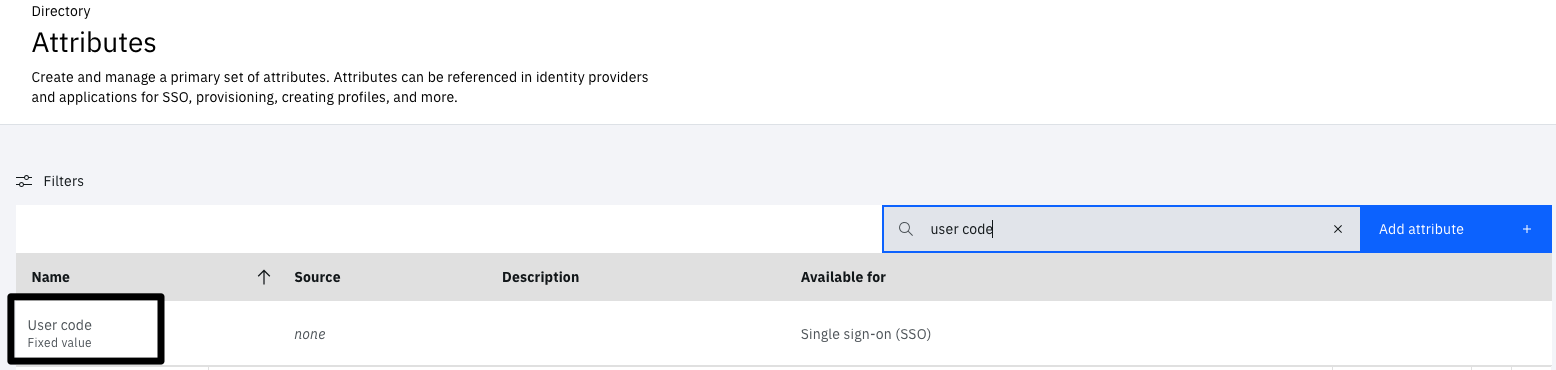 Directory
Attributes
Create and manage a primary set of attributes. Attributes can be referenced in identity providers
and applications for SSO, provisioning, creating profiles, and more.
Filters
user code
Add attribute
Name Source Description Available for
User code
Fixed value
none
Single sign-on (SSO)